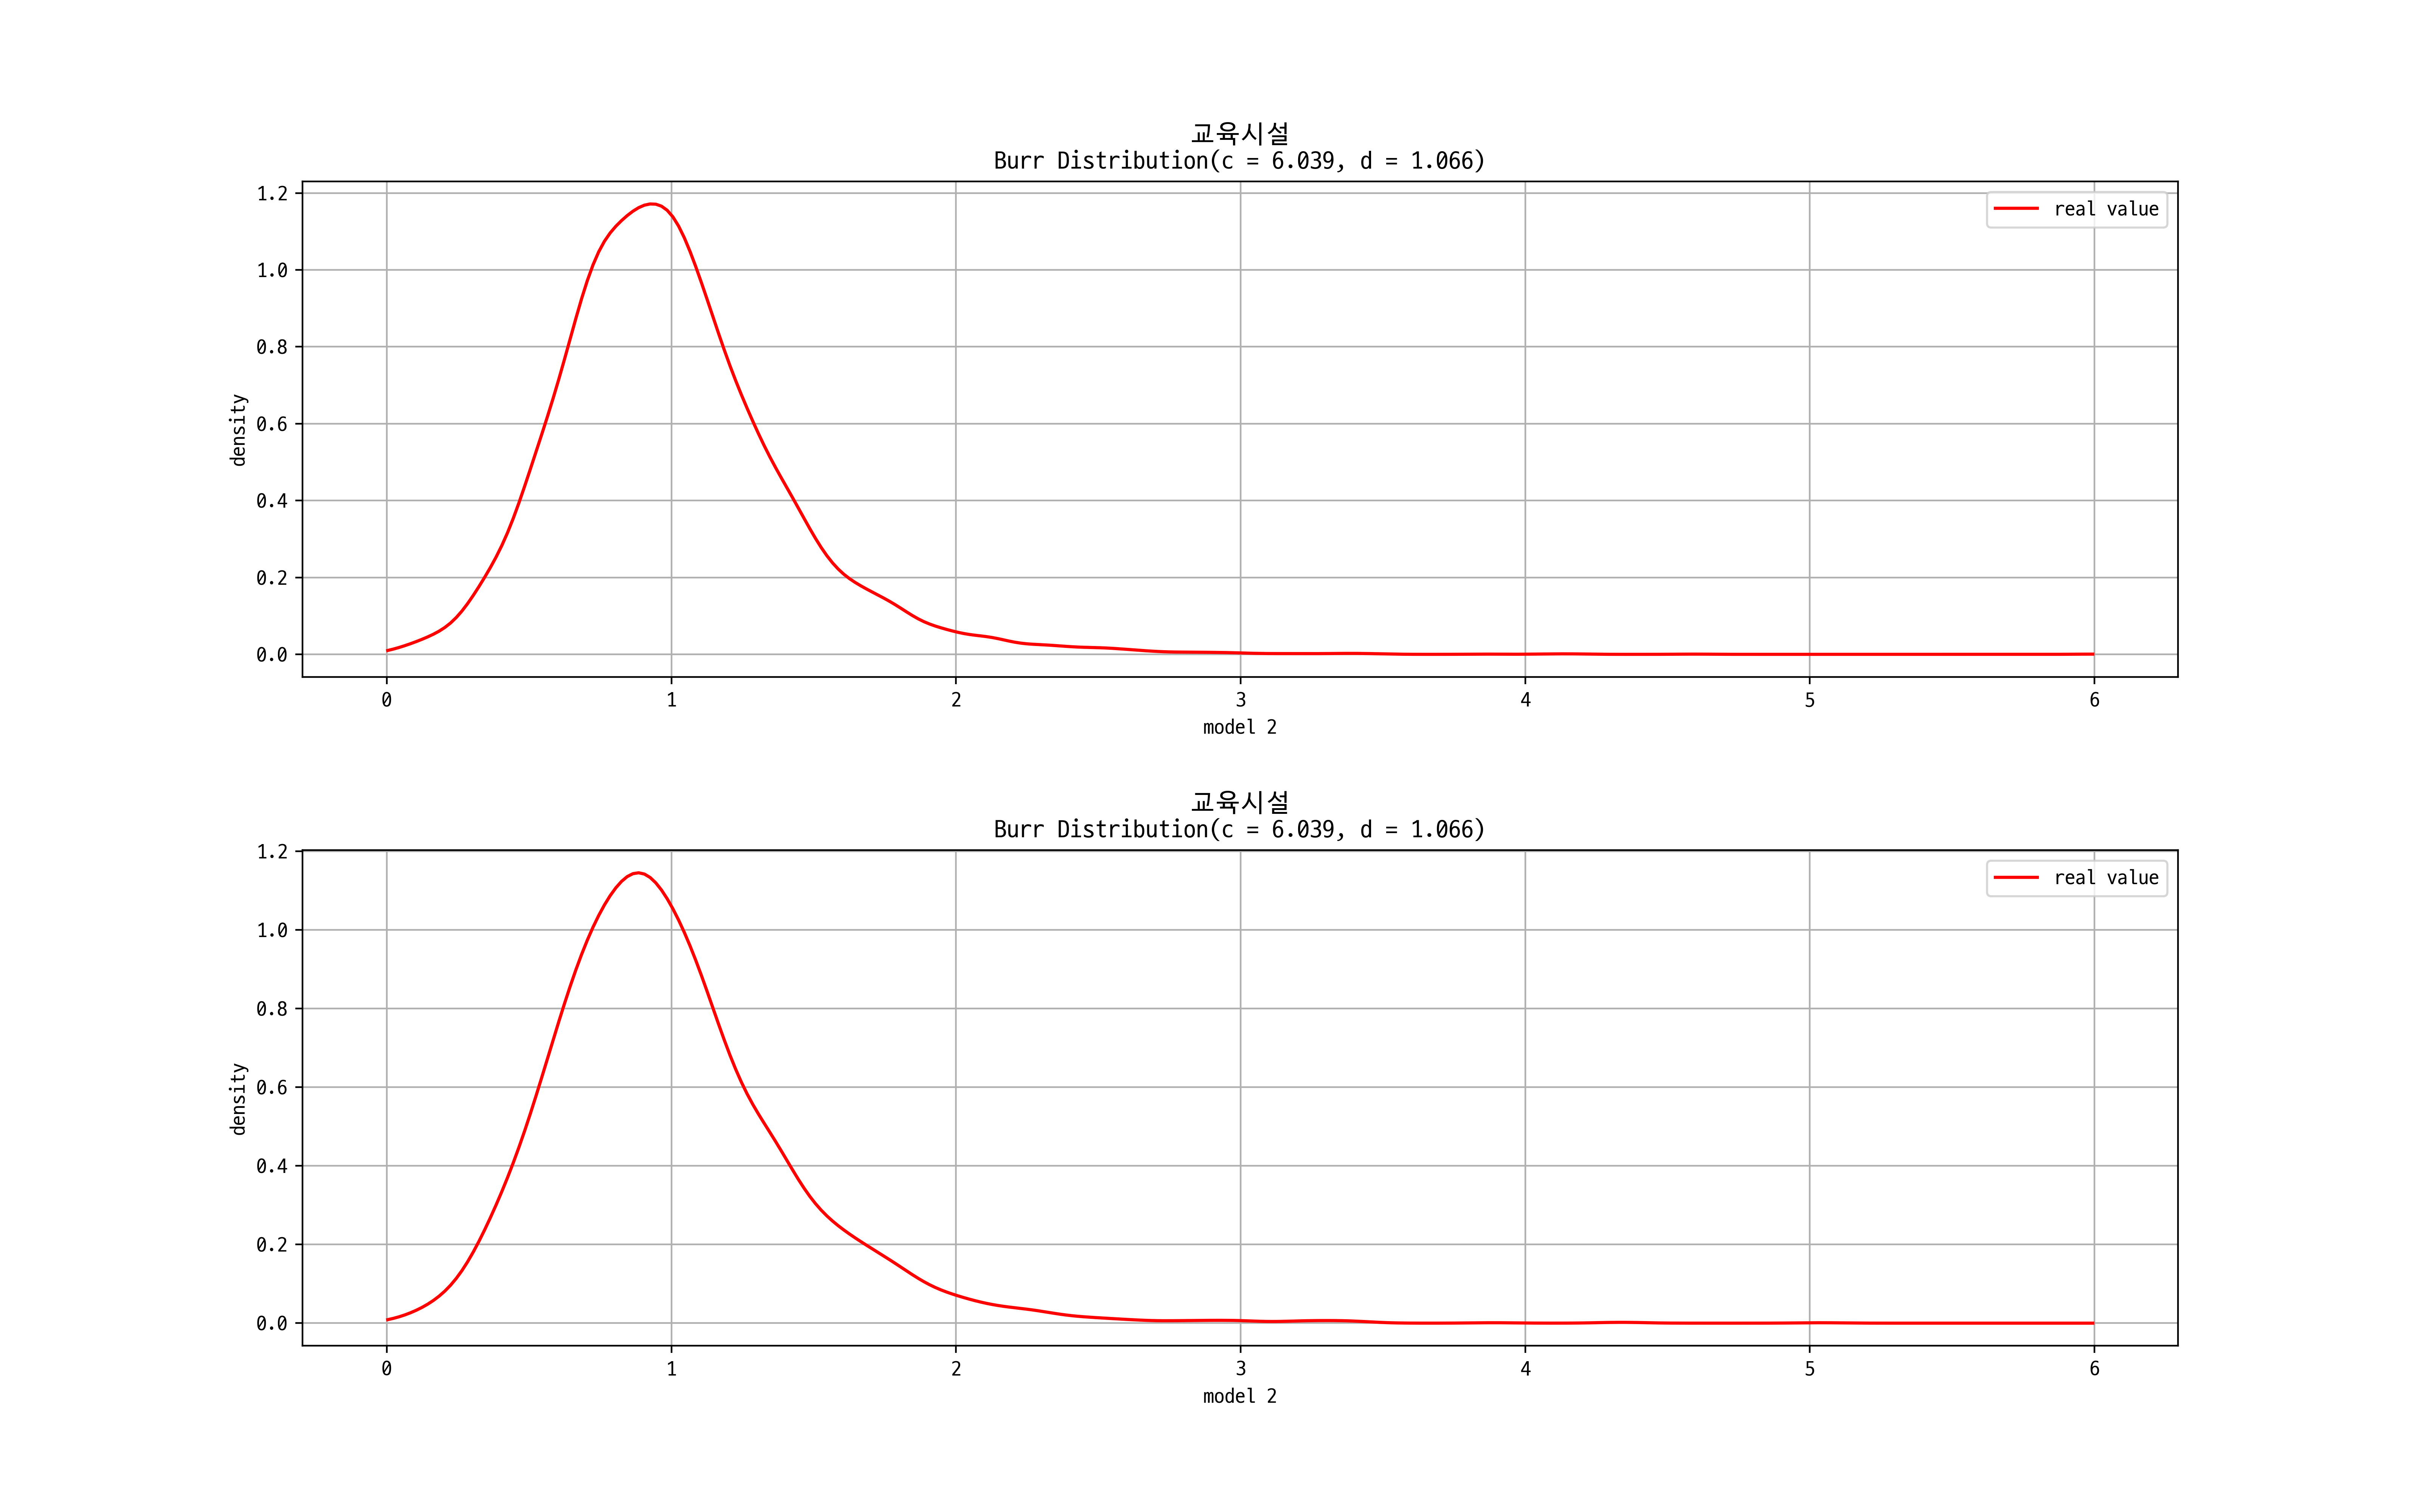 교육시설
Burr Distribution(c = 6.039, d = 1.066)
real value
1.2
1.0
0.8
0.6
0.4
0.2
0.0
density
0 1 2 3 4 5 6
model 2
교육시설
Burr Distribution(c = 6.039, d = 1.066)
real value
1.2
1.0
0.8
0.6
0.4
0.2
0.0
density
0 1 2 3 4 5 6
model 2